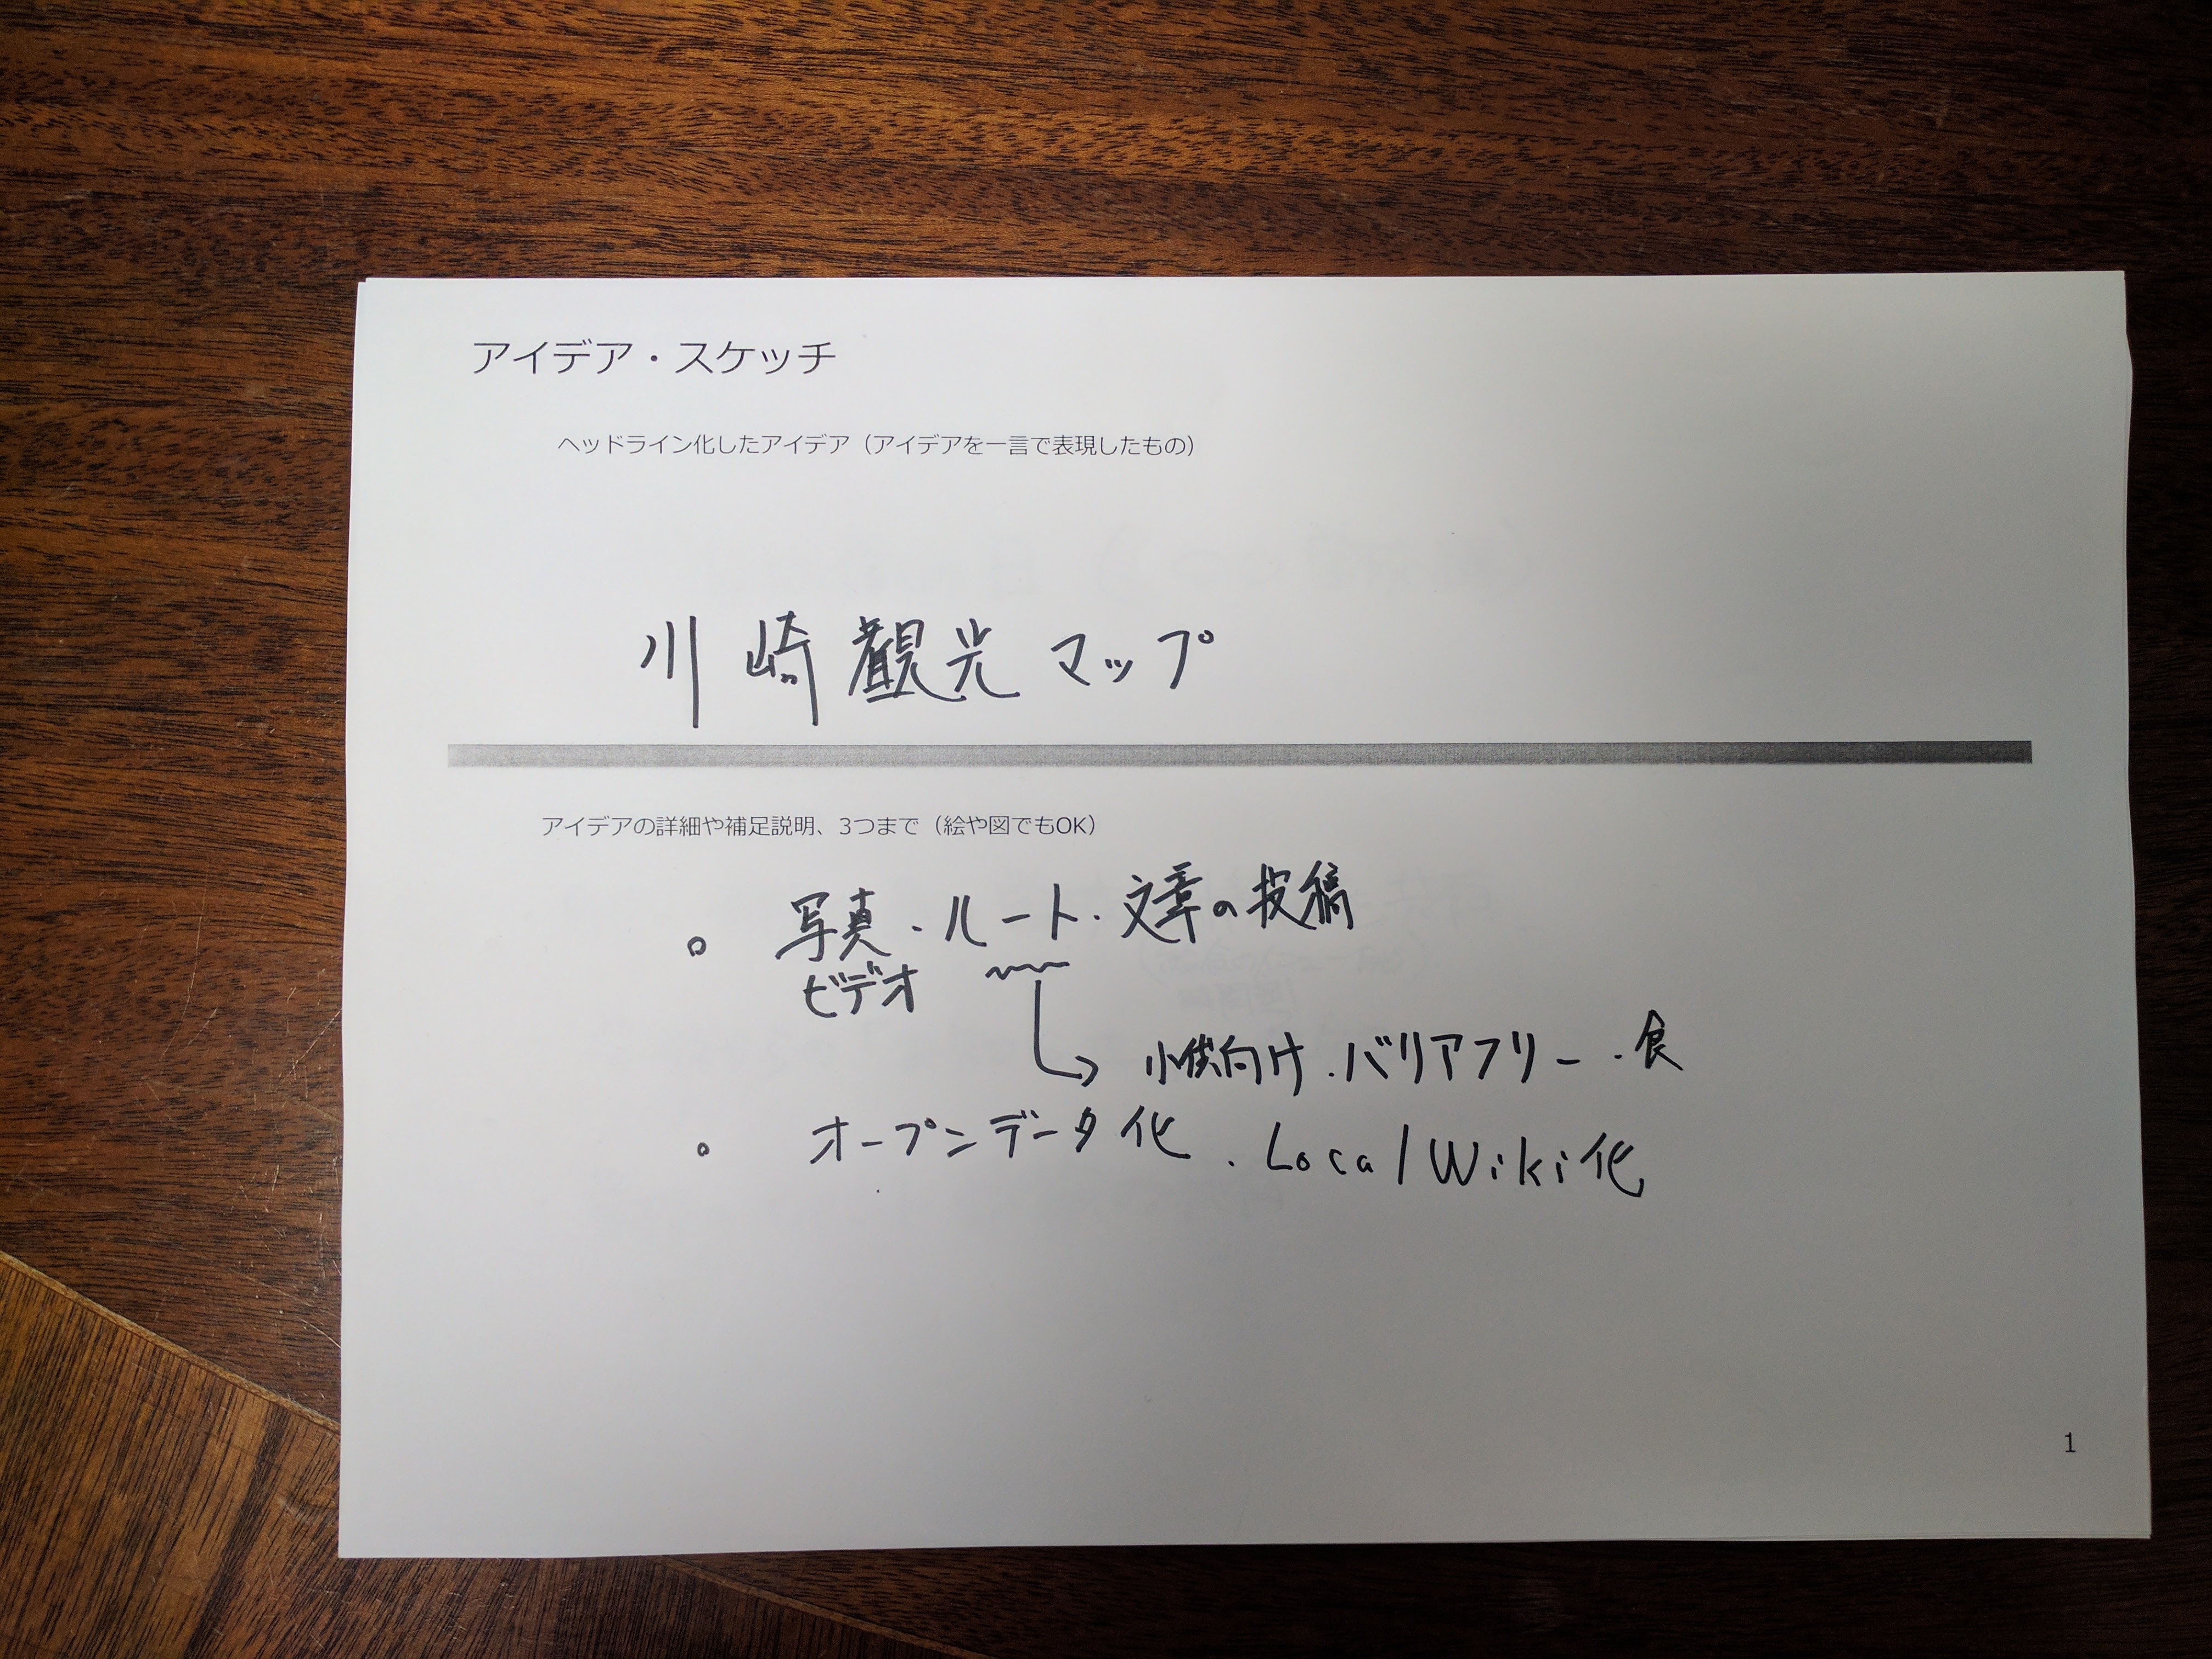 アイデア・スケッチ
ヘッドライン化したアイデア（アイデアを一言で表現したもの）
川崎観光マップ
アイデアの詳細や補足説明、3つまで（絵や図でもOK）
写真・ルート・文章の投稿
ビデオ
小供向け・バリアフリー・食
オープンデータ化・LocalWiki化
1